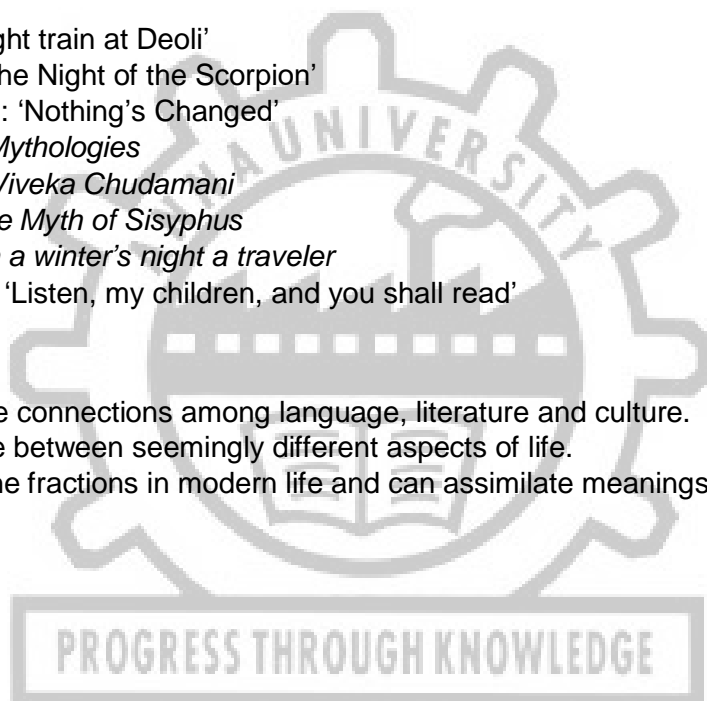 ght train at Deoli’
he Night of the Scorpion’
: ‘Nothing’s Changed’
Mythologies
Viveka Chudamani
e Myth of Sisyphus
a winter’s night a traveler
‘Listen, my children, and you shall read’
e connections among language, literature and culture.
e between seemingly different aspects of life.
he fractions in modern life and can assimilate meanings
ANNA UNIVERSITY
PROGRESS THROUGH KNOWLEDGE